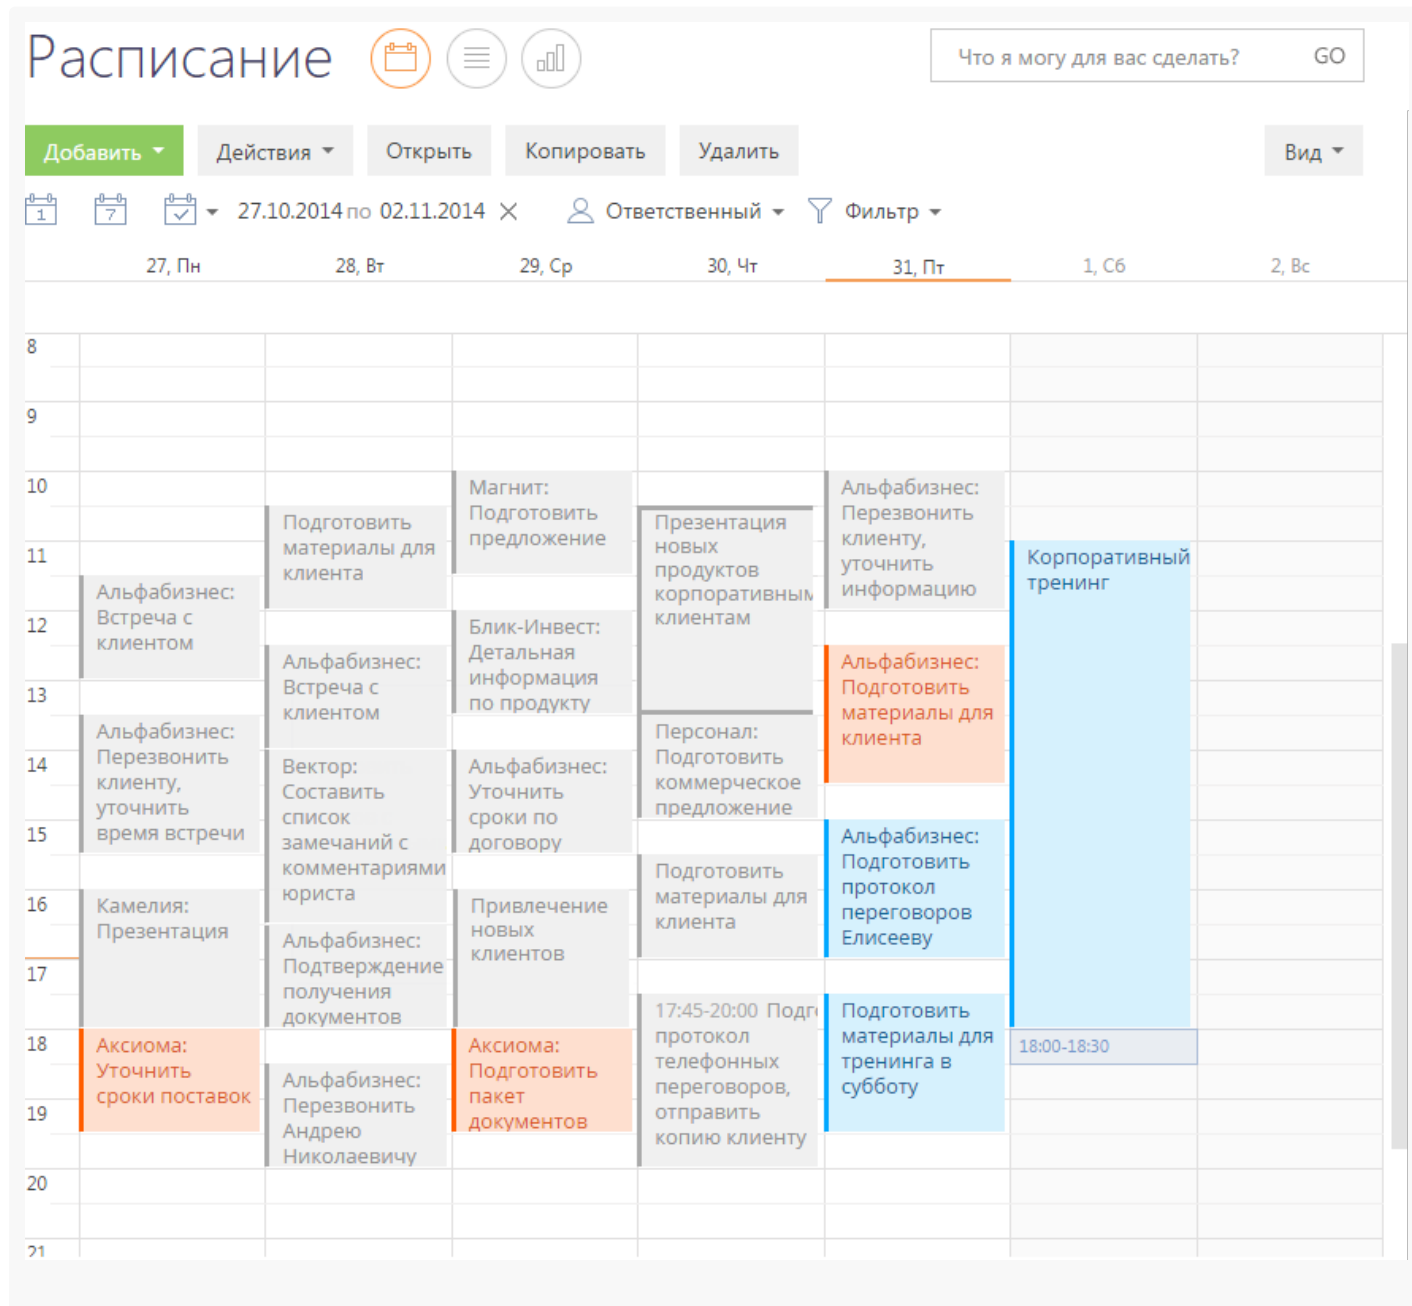 Расписание
Что я могу для вас сделать? GO
Добавить Действия Открыть Копировать Удалить Вид
1 7 27.10.2014 по 02.11.2014 Ответственный Фильтр
27, Пн 28, Вт 29, Ср 30, Чт 31, Пт 1, Сб 2, Вс
8
9
10
11
12
13
14
15
16
17
18
19
20
21
Альфабизнес:
Встреча с
клиентом
Альфабизнес:
Перезвонить
клиенту,
уточнить
время встречи
Камелия:
Презентация
Аксиома:
Уточнить
сроки поставок
Подготовить
материалы для
клиента
Альфабизнес:
Встреча с
клиентом
Вектор:
Составить
список
замечаний с
комментариями
юриста
Альфабизнес:
Подтверждение
получения
документов
Альфабизнес:
Перезвонить
Андрею
Николаевичу
Магнит:
Подготовить
предложение
Блик-Инвест:
Детальная
информация
по продукту
Альфабизнес:
Уточнить
сроки по
договору
Привлечение
новых
клиентов
Аксиома:
Подготовить
пакет
документов
Презентация
новых
продуктов
корпоративным
клиентам
Персонал:
Подготовить
коммерческое
предложение
Подготовить
материалы для
клиента
17:45-20:00 Подг
протокол
телефонных
переговоров,
отправить
копию клиенту
Альфабизнес:
Перезвонить
клиенту,
уточнить
информацию
Альфабизнес:
Подготовить
материалы для
клиента
Альфабизнес:
Подготовить
протокол
переговоров
Елисееву
Подготовить
материалы для
тренинга в
субботу
Корпоративный
тренинг
18:00-18:30